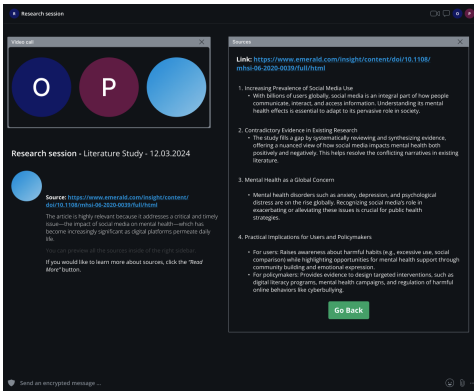 R Research session
O P
Video call
O P
Research session - Literature Study - 12.03.2024
Source: https://www.emerald.com/insight/content/
doi/10.1108/mhsi-06-2020-0039/full/html
The article is highly relevant because it addresses a critical and timely
issue—the impact of social media on mental health—which has
become increasingly significant as digital platforms permeate daily
life.
You can preview all the sources inside of the right sidebar.
If you would like to learn more about sources, click the "Read
More" button.
Send an encrypted message ...
Sources
Link: https://www.emerald.com/insight/content/doi/10.1108/
mhsi-06-2020-0039/full/html
1. Increasing Prevalence of Social Media Use
• With billions of users globally, social media is an integral part of how people
communicate, interact, and access information. Understanding its mental
health effects is essential to adapt to its pervasive role in society.
2. Contradictory Evidence in Existing Research
• The study fills a gap by systematically reviewing and synthesizing evidence,
offering a nuanced view of how social media impacts mental health both
positively and negatively. This helps resolve the conflicting narratives in existing
literature.
3. Mental Health as a Global Concern
• Mental health disorders such as anxiety, depression, and psychological
distress are on the rise globally. Recognizing social media's role in
exacerbating or alleviating these issues is crucial for public health
strategies.
4. Practical Implications for Users and Policymakers
• For users: Raises awareness about harmful habits (e.g., excessive use, social
comparison) while highlighting opportunities for mental health support through
community building and emotional expression.
• For policymakers: Provides evidence to design targeted interventions, such as
digital literacy programs, mental health campaigns, and regulation of harmful
online behaviors like cyberbullying.
Go Back